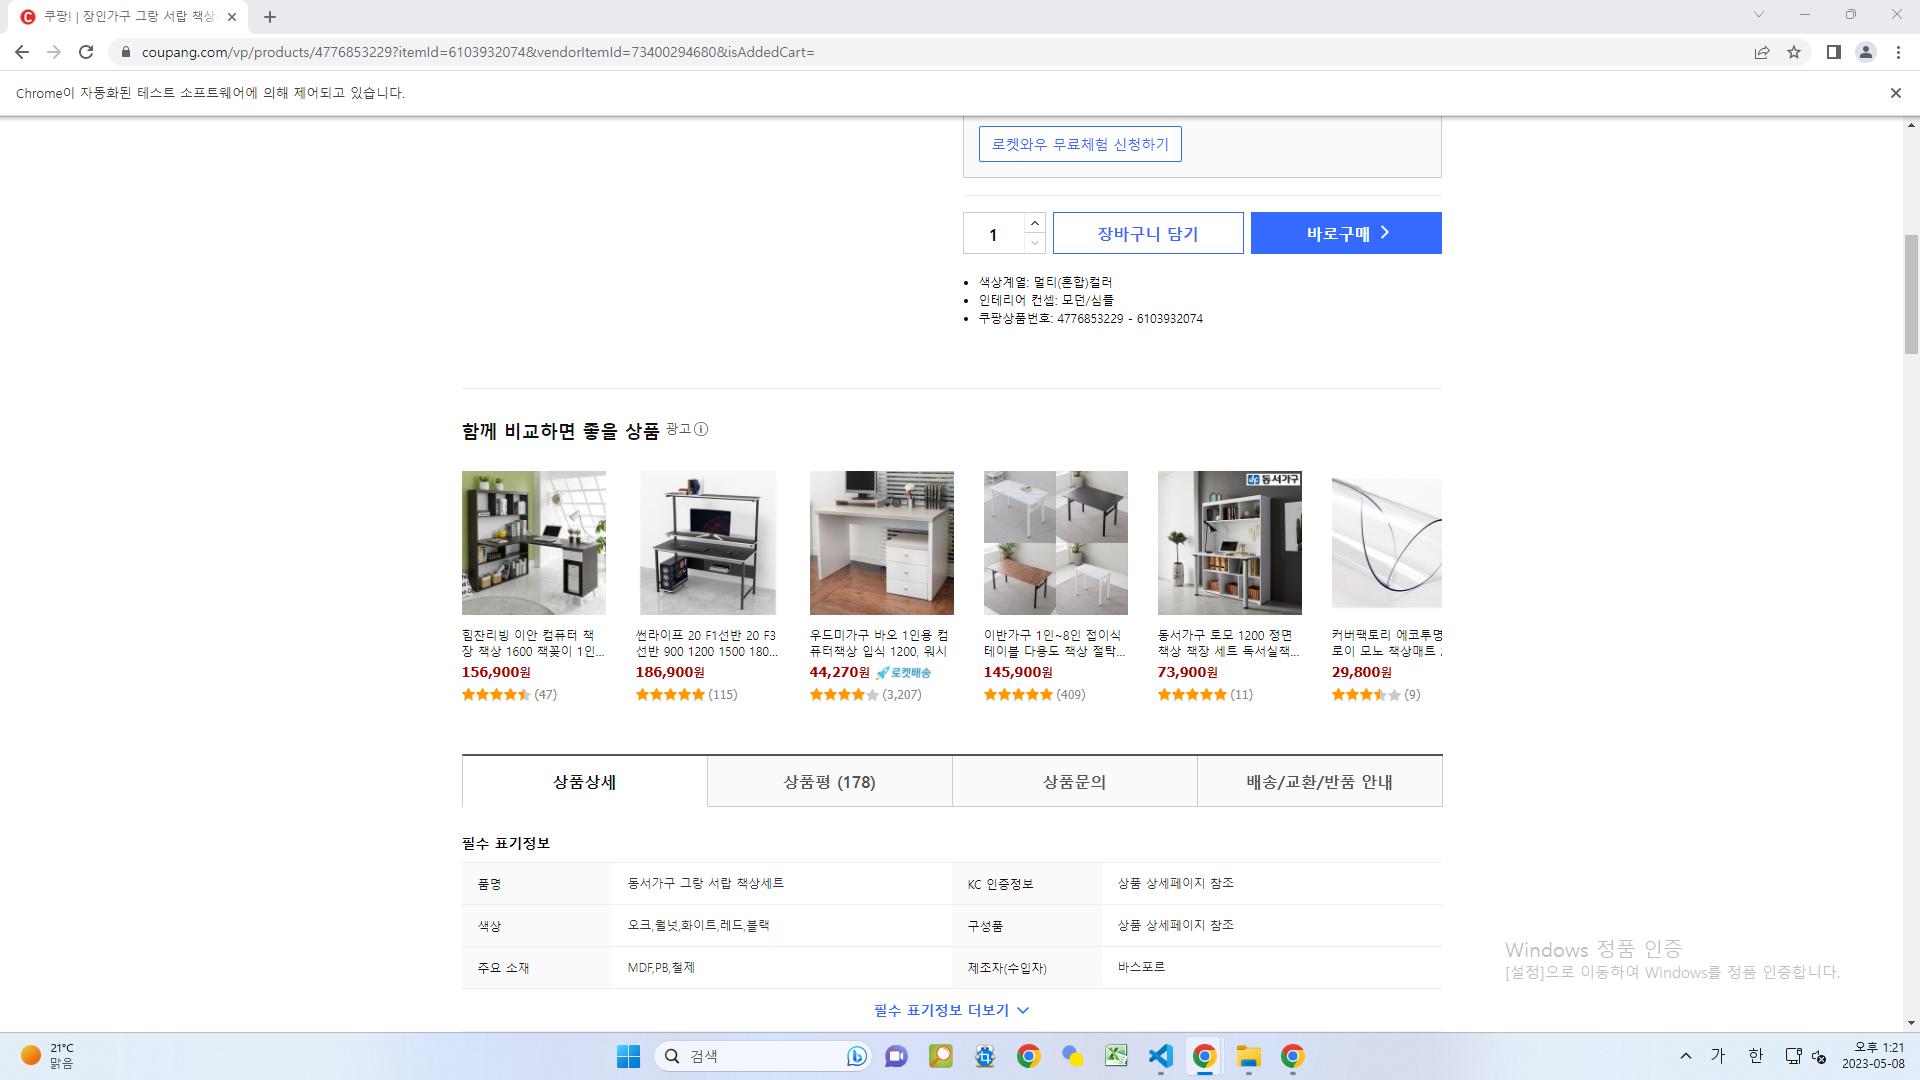 쿠팡! | 장인가구 그랑 서랍 책상
coupang.com/vp/products/4776853229?itemId=6103932074&vendorItemId=73400294680&isAddedCart=
Chrome이 자동화된 테스트 소프트웨어에 의해 제어되고 있습니다.
로켓와우 무료체험 신청하기
1
장바구니 담기
바로구매
• 색상계열: 멀티(혼합)컬러
• 인테리어 컨셉: 모던/심플
• 쿠팡상품번호: 4776853229 - 6103932074
함께 비교하면 좋을 상품 광고
동서가구
힘찬리빙 이안 컴퓨터 책
장 책상 1600 책꽂이 1인...
156,900원
(47)
썬라이프 20 F1선반 20 F3
선반 900 1200 1500 180...
186,900원
(115)
우드미가구 바오 1인용 컴
퓨터책상 입식 1200, 워시
44,270원 로켓배송
(3,207)
이반가구 1인~8인 접이식
테이블 다용도 책상 절탁...
145,900원
(409)
동서가구 토모 1200 정면
책상 책장 세트 독서실책...
73,900원
(11)
커버팩토리 에코투명
로이 모노 책상매트
29,800원
(9)
상품상세
상품평 (178)
상품문의
배송/교환/반품 안내
필수 표기정보
품명 동서가구 그랑 서랍 책상세트 KC 인증정보 상품 상세페이지 참조
색상 오크,월넛,화이트,레드,블랙 구성품 상품 상세페이지 참조
주요 소재 MDF,PB,철제 제조자(수입자) 바스포르
필수 표기정보 더보기
Windows 정품 인증
[설정]으로 이동하여 Windows를 정품 인증합니다.
21°C
맑음
검색
가
한
오후 1:21
2023-05-08